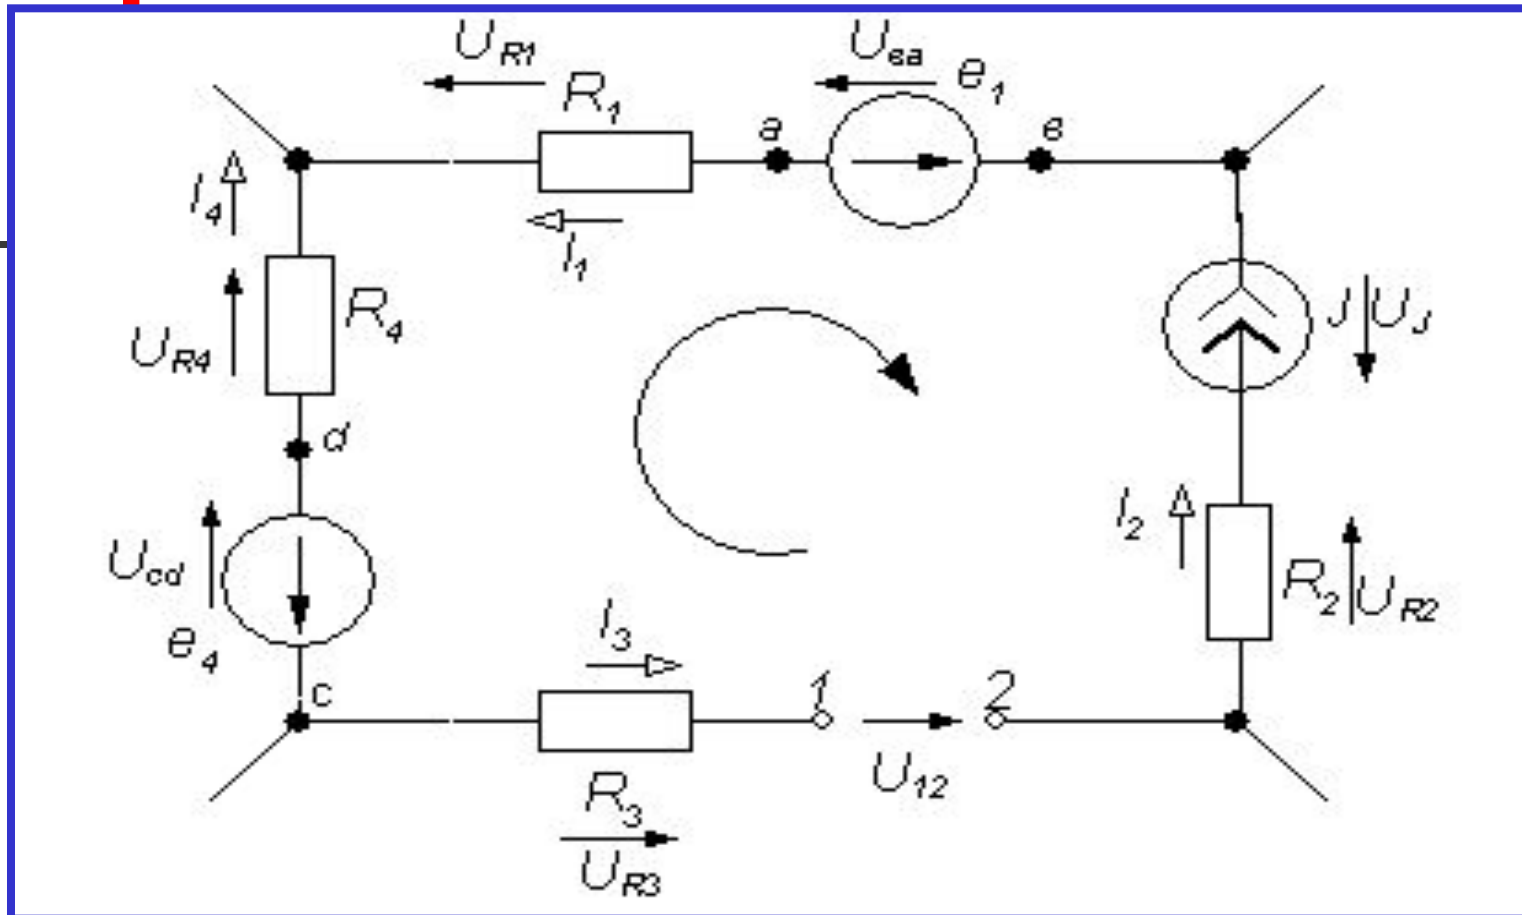 U_R1
U_вa
R_1
e_1
a
в
I_4
I_1
R_4
J
U_J
U_R4
d
I_2
U_cd
R_2
U_R2
I_3
e_4
c
1
2
U_12
R_3
U_R3